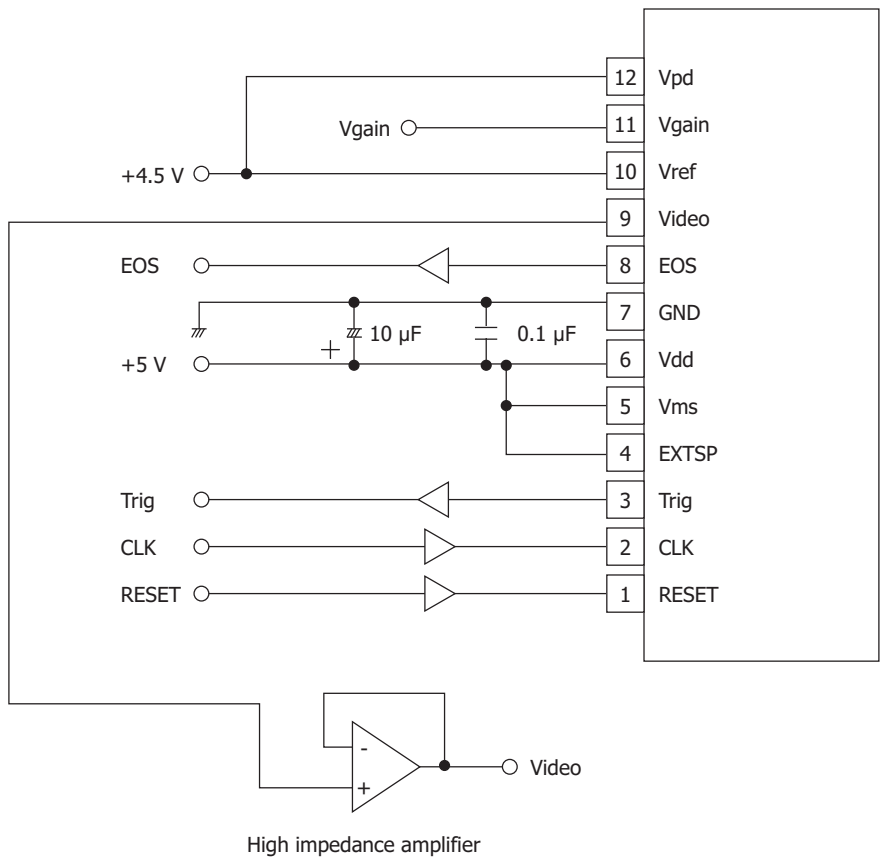 12 Vpd
Vgain 11 Vgain
+4.5 V 10 Vref
9 Video
EOS 8 EOS
7 GND
+ 10 µF 0.1 µF
+5 V 6 Vdd
5 Vms
4 EXTSP
Trig 3 Trig
CLK 2 CLK
RESET 1 RESET
-
+
Video
High impedance amplifier